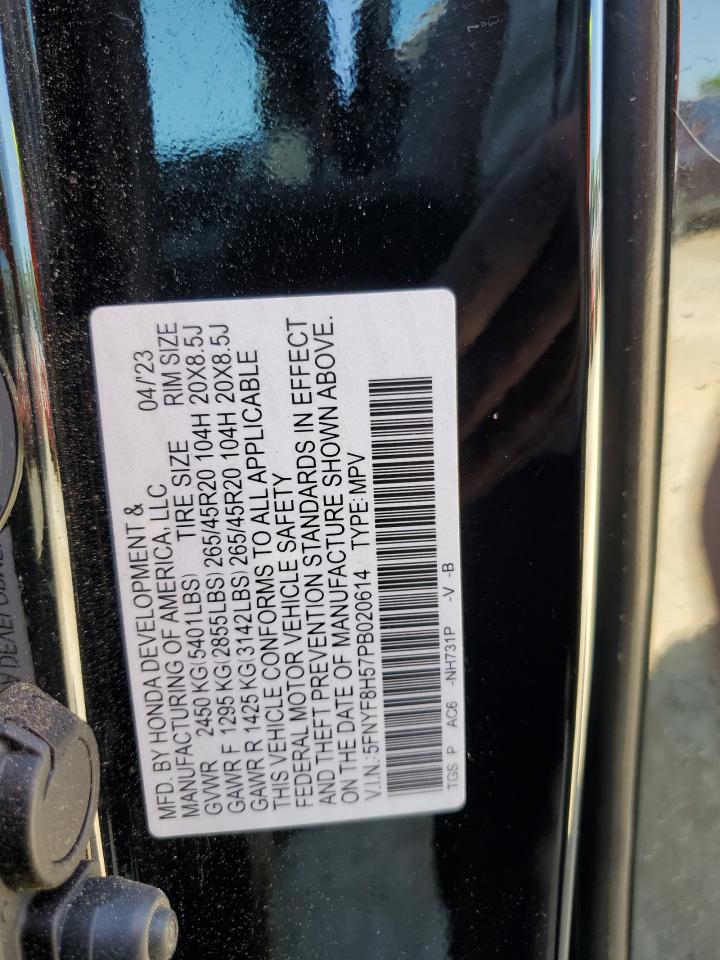 MFD. BY HONDA DEVELOPMENT & 04/'23
MANUFACTURING OF AMERICA, LLC TIRE SIZE RIM SIZE
GVWR 2450 KG(5401LBS)
GAWR F 1295 KG(2855LBS) 265/45R20 104H 20X8.5J
GAWR R 1425 KG(3142LBS) 265/45R20 104H 20X8.5J
THIS VEHICLE CONFORMS TO ALL APPLICABLE
FEDERAL MOTOR VEHICLE SAFETY
AND THEFT PREVENTION STANDARDS IN EFFECT
ON THE DATE OF MANUFACTURE SHOWN ABOVE.
V.I.N.: 5FNYF8H57PB020614 TYPE: MPV
TGS P AC6 -NH731P -V -B